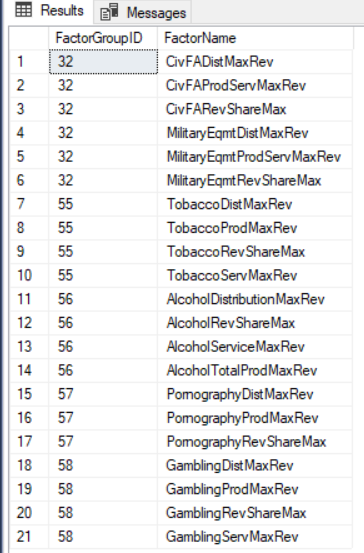 Results Messages
FactorGroupID FactorName
1 32 CivFADistMaxRev
2 32 CivFAProdServMaxRev
3 32 CivFARevShareMax
4 32 MilitaryEqmtDistMaxRev
5 32 MilitaryEqmtProdServMaxRev
6 32 MilitaryEqmtRevShareMax
7 55 TobaccoDistMaxRev
8 55 TobaccoProdMaxRev
9 55 TobaccoRevShareMax
10 55 TobaccoServMaxRev
11 56 AlcoholDistributionMaxRev
12 56 AlcoholRevShareMax
13 56 AlcoholServiceMaxRev
14 56 AlcoholTotalProdMaxRev
15 57 PornographyDistMaxRev
16 57 PornographyProdMaxRev
17 57 PornographyRevShareMax
18 58 GamblingDistMaxRev
19 58 GamblingProdMaxRev
20 58 GamblingRevShareMax
21 58 GamblingServMaxRev